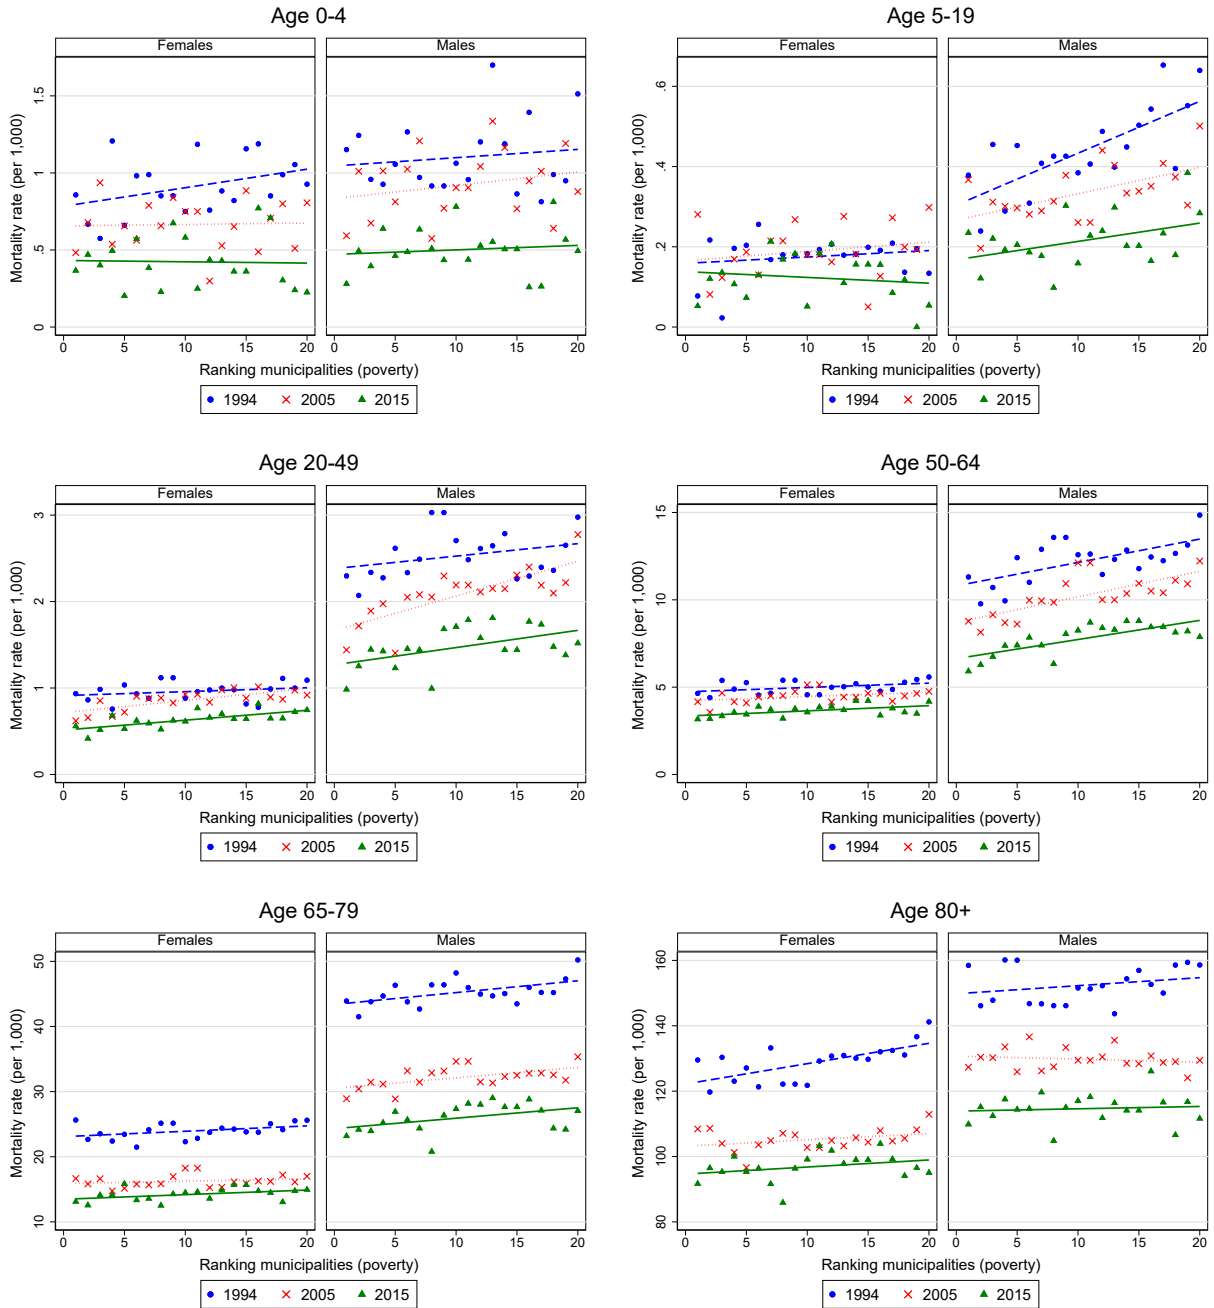 Age 0-4
Females Males
Mortality rate (per 1,000)
1.5
1
.5
0
0 5 10 15 20 0 5 10 15 20
Ranking municipalities (poverty)
1994 2005 2015
Age 5-19
Females Males
Mortality rate (per 1,000)
.6
.4
.2
0
0 5 10 15 20 0 5 10 15 20
Ranking municipalities (poverty)
1994 2005 2015
Age 20-49
Females Males
Mortality rate (per 1,000)
3
2
1
0
0 5 10 15 20 0 5 10 15 20
Ranking municipalities (poverty)
1994 2005 2015
Age 50-64
Females Males
Mortality rate (per 1,000)
15
10
5
0
0 5 10 15 20 0 5 10 15 20
Ranking municipalities (poverty)
1994 2005 2015
Age 65-79
Females Males
Mortality rate (per 1,000)
50
40
30
20
10
0 5 10 15 20 0 5 10 15 20
Ranking municipalities (poverty)
1994 2005 2015
Age 80+
Females Males
Mortality rate (per 1,000)
160
140
120
100
80
0 5 10 15 20 0 5 10 15 20
Ranking municipalities (poverty)
1994 2005 2015